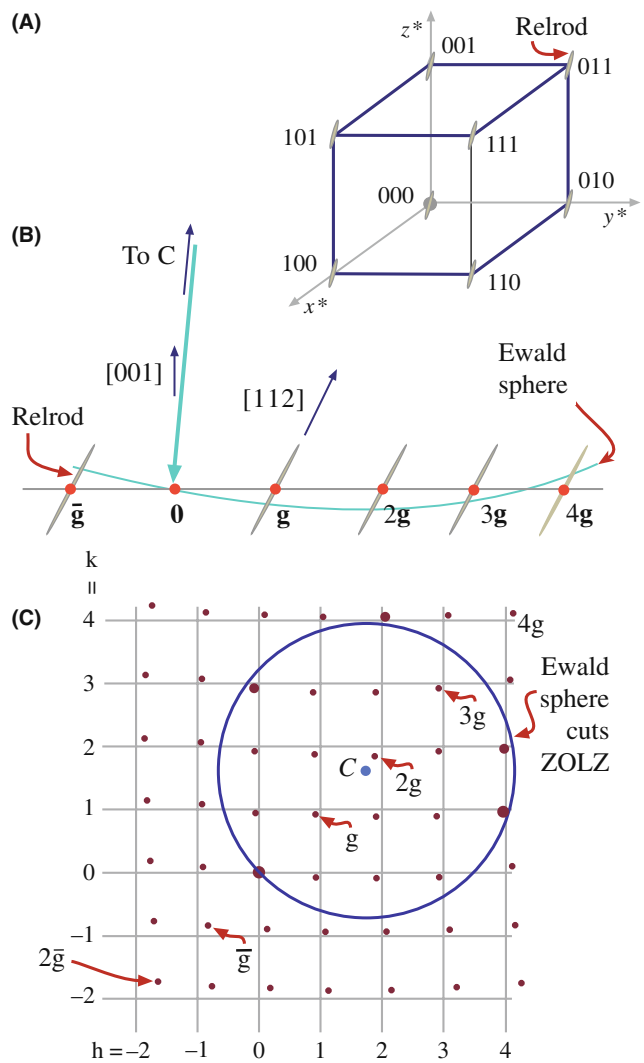 (A)
z*
Relrod
001
011
101
111
000
010
y*
100
110
x*
(B)
To C
[001]
[112]
Ewald
sphere
Relrod
g̅
0
g
2g
3g
4g
k
=
(C)
4
4g
3
3g
Ewald
sphere
cuts
ZOLZ
2
C
2g
1
g
0
–1
g̅
2g̅
–2
h = –2
–1
0
1
2
3
4